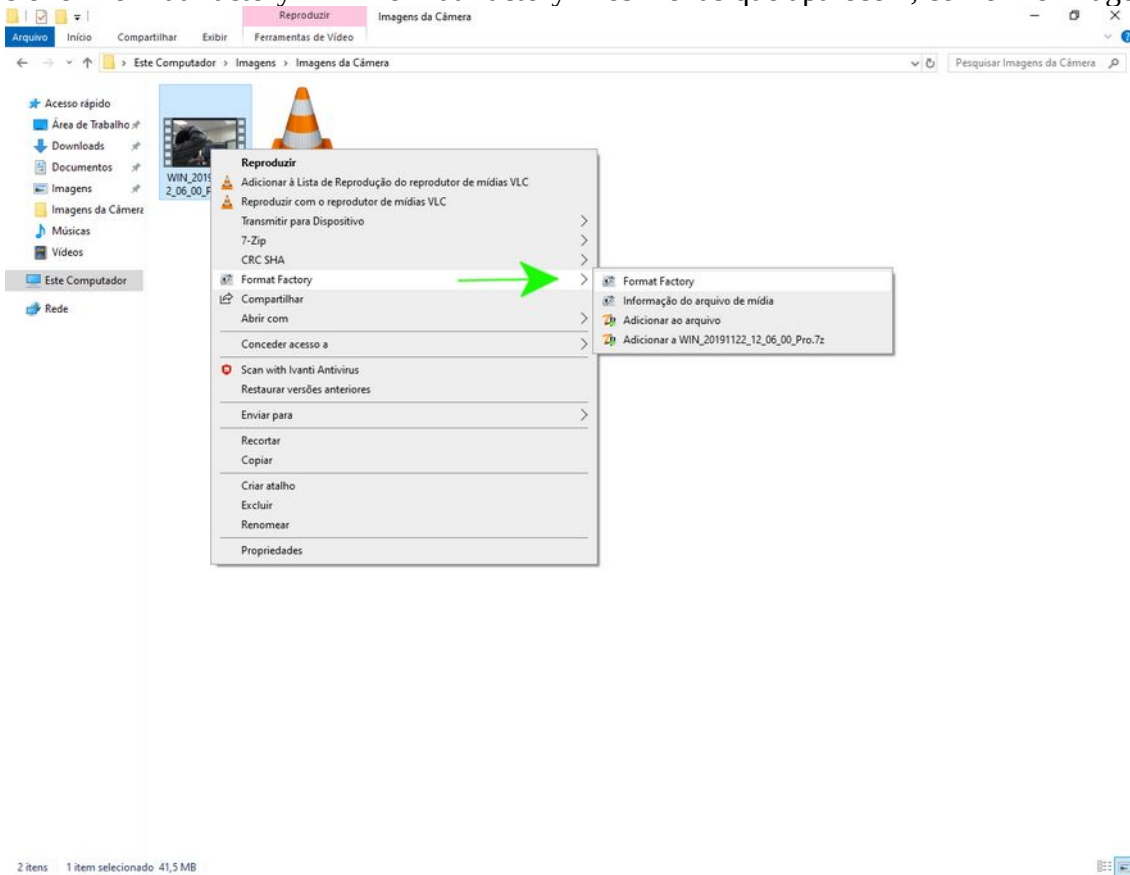 Reproduzir
Imagens da Câmera
Arquivo Início Compartilhar Exibir Ferramentas de Vídeo
Este Computador > Imagens > Imagens da Câmera
Pesquisar Imagens da Câmera
Acesso rápido
Área de Trabalho
Downloads
Documentos
Imagens
Imagens da Câmera
Músicas
Vídeos
Este Computador
Rede
WIN_201
2_06_00_P
Reproduzir
Adicionar à Lista de Reprodução do reprodutor de mídias VLC
Reproduzir com o reprodutor de mídias VLC
Transmitir para Dispositivo
7-Zip
CRC SHA
Format Factory
Compartilhar
Abrir com
Conceder acesso a
Scan with Ivanti Antivirus
Restaurar versões anteriores
Enviar para
Recortar
Copiar
Criar atalho
Excluir
Renomear
Propriedades
Format Factory
Informação do arquivo de mídia
Adicionar ao arquivo
Adicionar a WIN_20191122_12_06_00_Pro.7z
2 itens 1 item selecionado 41,5 MB